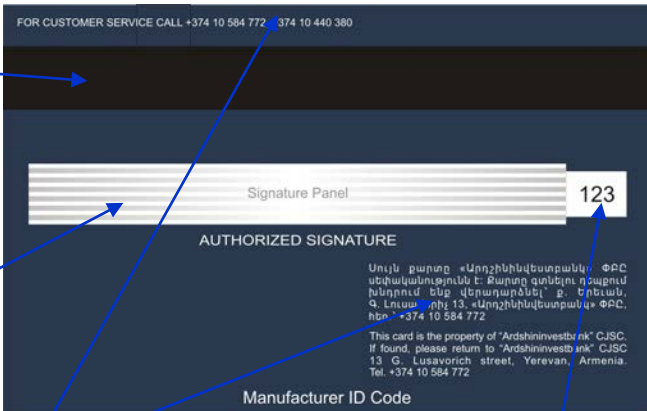 FOR CUSTOMER SERVICE CALL +374 10 584 772, +374 10 440 380
Signature Panel
123
AUTHORIZED SIGNATURE
Սույն քարտը «Արդշինինվեստբանկ» ՓԲԸ
սեփականությունն է: Քարտը գտնելու դեպքում
խնդրում ենք վերադարձնել՝ ք. Երեւան,
Գ. Լուսավորիչ 13, «Արդշինինվեստբանկ» ՓԲԸ,
հեռ.՝ +374 10 584 772
This card is the property of "Ardshininvestbank" CJSC.
If found, please return to "Ardshininvestbank" CJSC
13 G. Lusavorich street, Yerevan, Armenia.
Tel. +374 10 584 772
Manufacturer ID Code